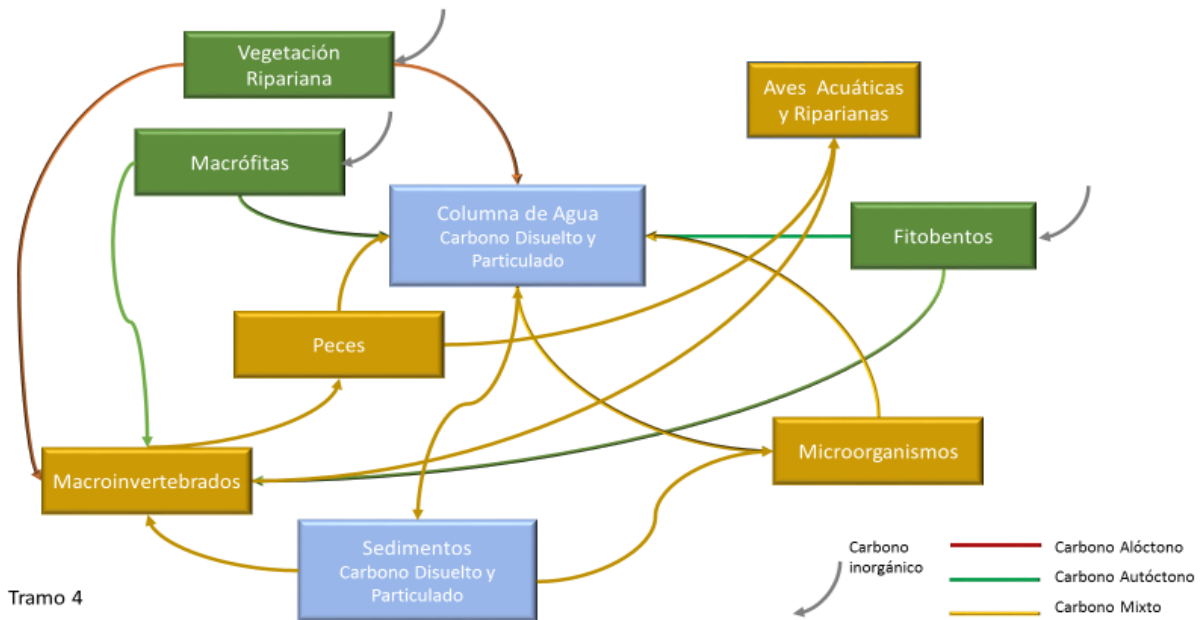 Vegetación
Ripariana
Aves Acuáticas
y Riparianas
Macrófitas
Columna de Agua
Carbono Disuelto y
Particulado
Fitobentos
Peces
Macroinvertebrados
Microorganismos
Sedimentos
Carbono Disuelto y
Particulado
Tramo 4
Carbono
inorgánico
Carbono Alóctono
Carbono Autóctono
Carbono Mixto